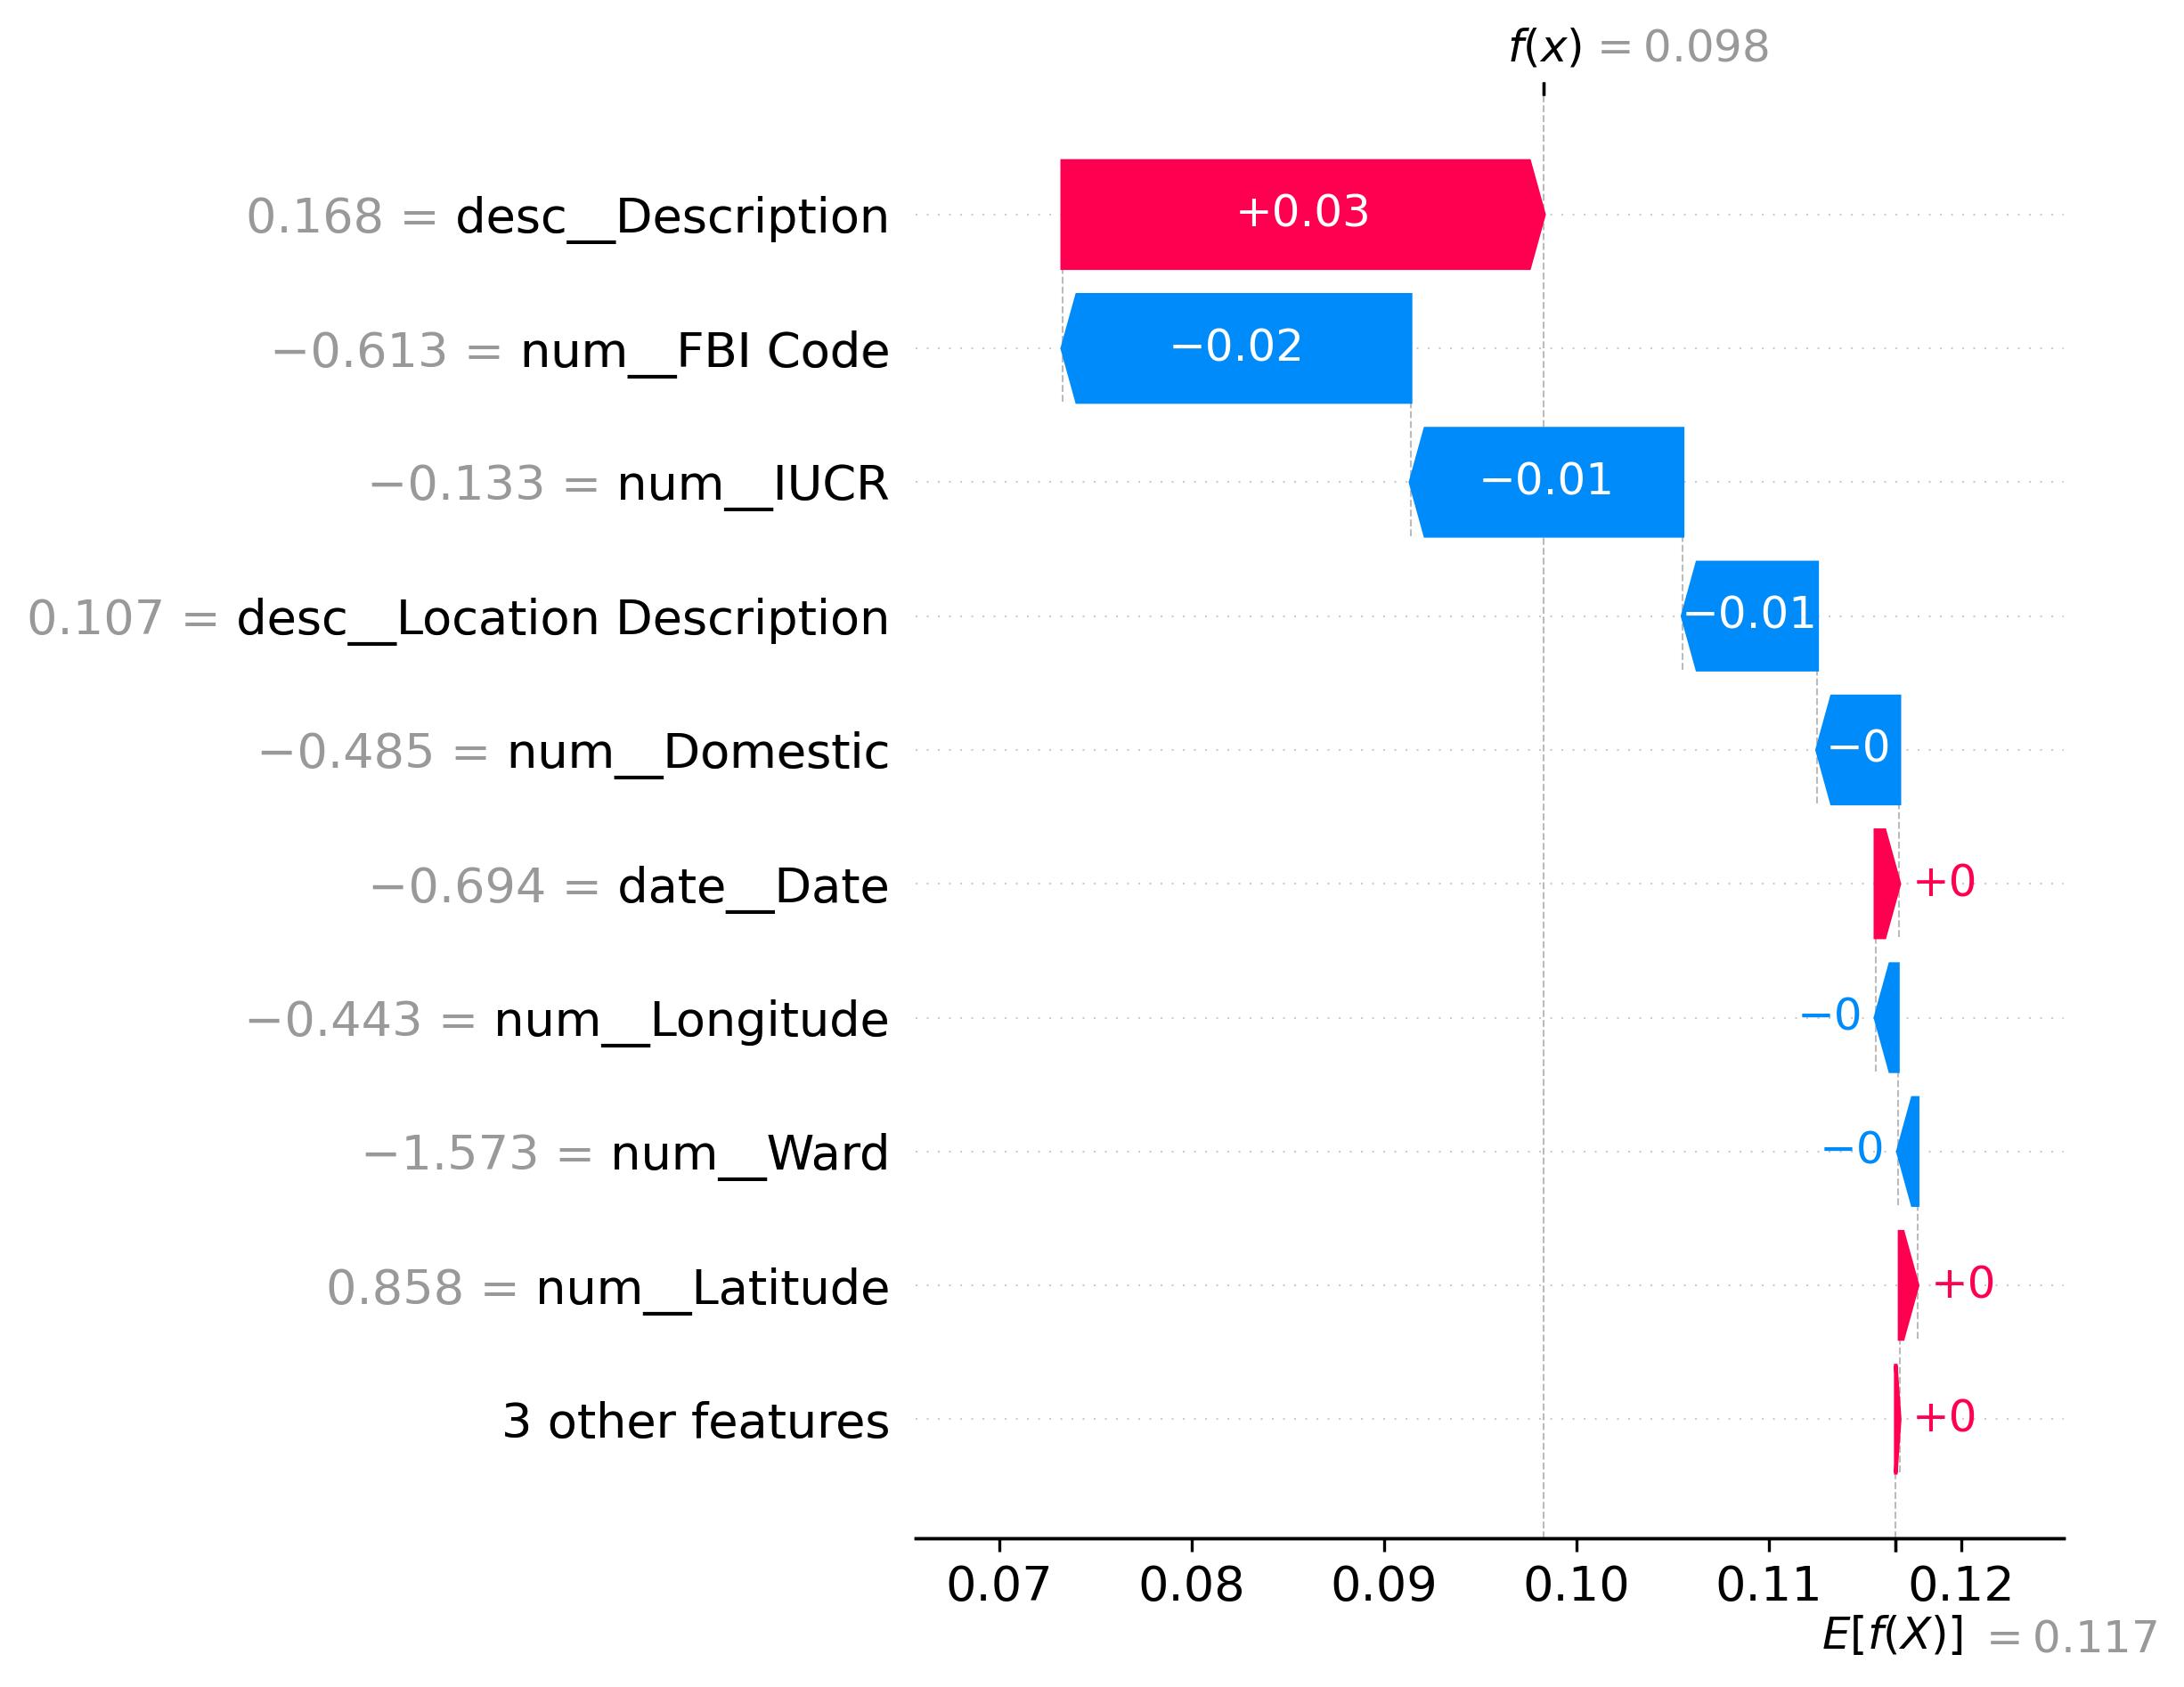 f(x) = 0.098
0.168 = desc__Description +0.03
−0.613 = num__FBI Code −0.02
−0.133 = num__IUCR −0.01
0.107 = desc__Location Description −0.01
−0.485 = num__Domestic −0
−0.694 = date__Date +0
−0.443 = num__Longitude −0
−1.573 = num__Ward −0
0.858 = num__Latitude +0
3 other features +0
0.07 0.08 0.09 0.10 0.11 0.12
E[f(X)] = 0.117